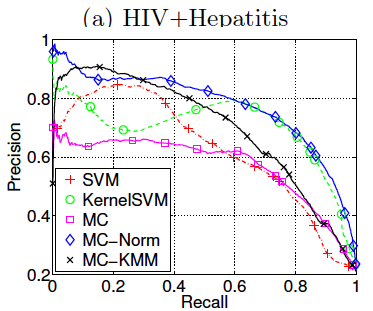 (a) HIV+Hepatitis
1
0.8
0.6
0.4
0.2
Precision
SVM
KernelSVM
MC
MC-Norm
MC-KMM
0 0.2 0.4 0.6 0.8 1
Recall